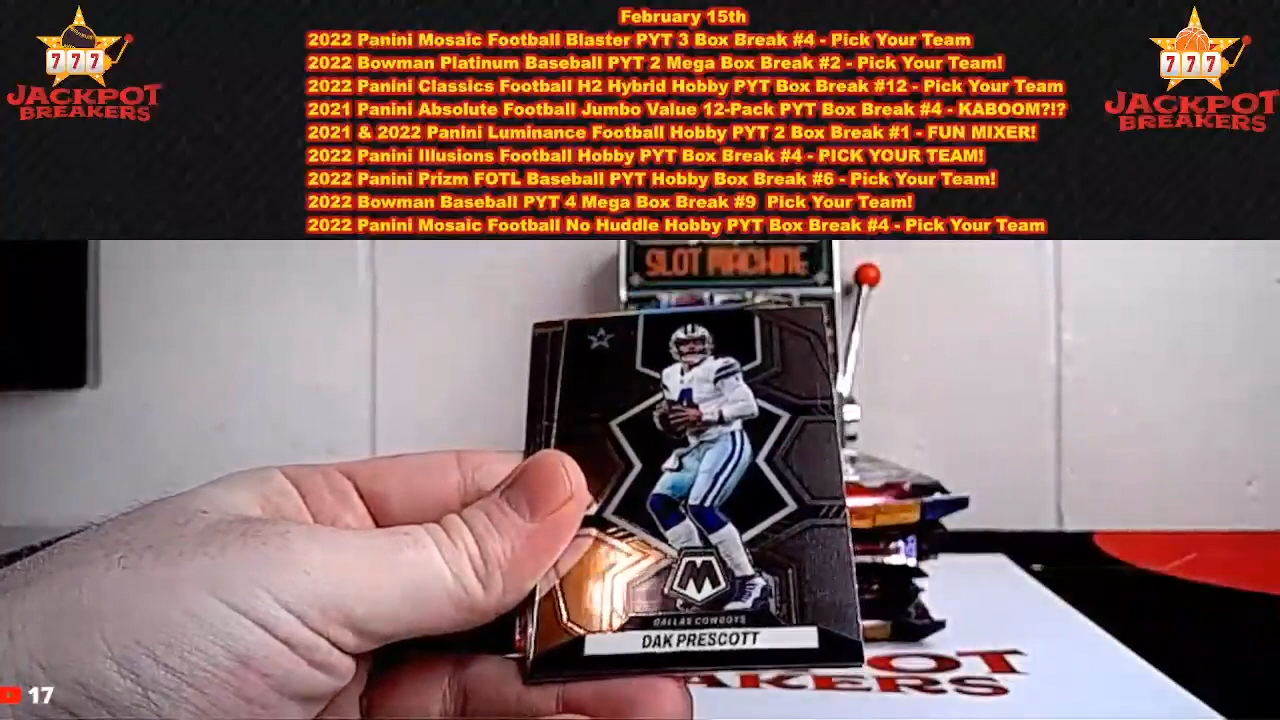 February 15th
2022 Panini Mosaic Football Blaster PYT 3 Box Break #4 - Pick Your Team
2022 Bowman Platinum Baseball PYT 2 Mega Box Break #2 - Pick Your Team!
2022 Panini Classics Football H2 Hybrid Hobby PYT Box Break #12 - Pick Your Team
2021 Panini Absolute Football Jumbo Value 12-Pack PYT Box Break #4 - KABOOM?!?
2021 & 2022 Panini Luminance Football Hobby PYT 2 Box Break #1 - FUN MIXER!
2022 Panini Illusions Football Hobby PYT Box Break #4 - PICK YOUR TEAM!
2022 Panini Prizm FOTL Baseball PYT Hobby Box Break #6 - Pick Your Team!
2022 Bowman Baseball PYT 4 Mega Box Break #9  Pick Your Team!
2022 Panini Mosaic Football No Huddle Hobby PYT Box Break #4 - Pick Your Team
777
JACKPOT
BREAKERS
777
JACKPOT
BREAKERS
SLOT MACHINE
4
M
DALLAS COWBOYS
DAK PRESCOTT
OT
AKERS
17